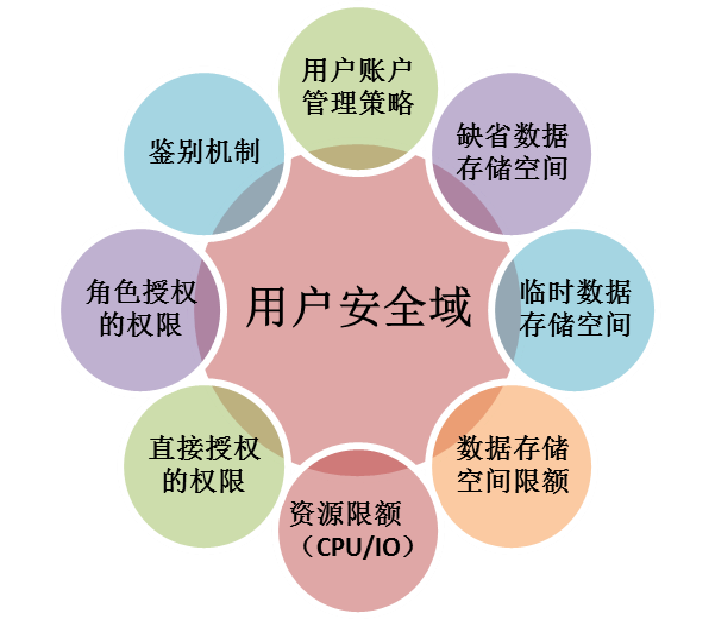 用户账户
管理策略
缺省数据
存储空间
临时数据
存储空间
数据存储
空间限额
资源限额
（CPU/IO）
直接授权
的权限
角色授权
的权限
鉴别机制
用户安全域